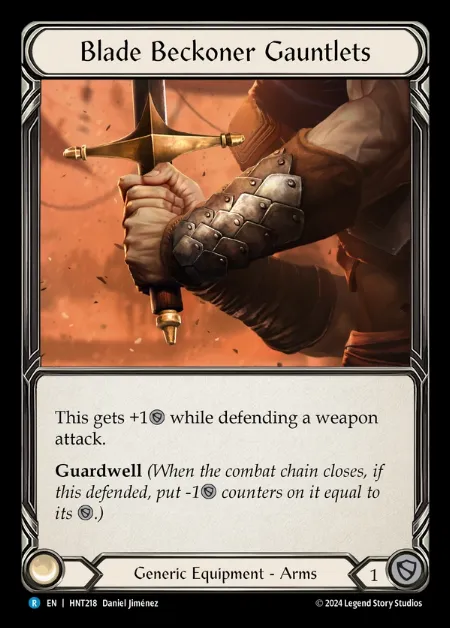 Blade Beckoner Gauntlets
This gets +1 while defending a weapon
attack.
Guardwell (When the combat chain closes, if
this defended, put -1 counters on it equal to
its .)
Generic Equipment - Arms
1
R EN | HNT218 Daniel Jiménez
© 2024 Legend Story Studios